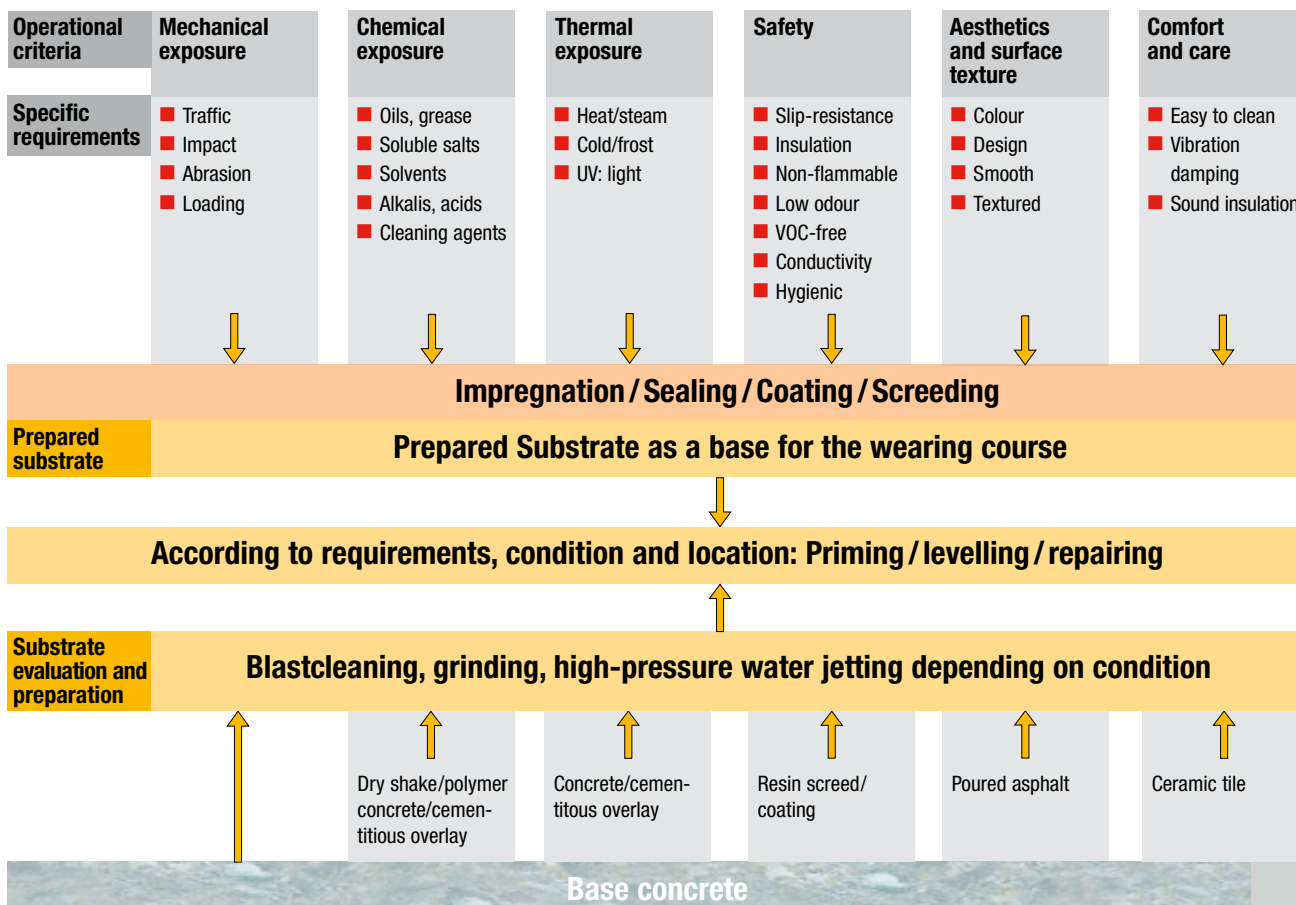 Operational
criteria
Mechanical
exposure
Chemical
exposure
Thermal
exposure
Safety
Aesthetics
and surface
texture
Comfort
and care
Specific
requirements
Traffic
Impact
Abrasion
Loading
Oils, grease
Soluble salts
Solvents
Alkalis, acids
Cleaning agents
Heat/steam
Cold/frost
UV: light
Slip-resistance
Insulation
Non-flammable
Low odour
VOC-free
Conductivity
Hygienic
Colour
Design
Smooth
Textured
Easy to clean
Vibration
damping
Sound insulation
Impregnation / Sealing / Coating / Screeding
Prepared
substrate
Prepared Substrate as a base for the wearing course
According to requirements, condition and location: Priming / levelling / repairing
Substrate
evaluation and
preparation
Blastcleaning, grinding, high-pressure water jetting depending on condition
Dry shake/polymer
concrete/cemen-
titious overlay
Concrete/cemen-
titous overlay
Resin screed/
coating
Poured asphalt
Ceramic tile
Base concrete